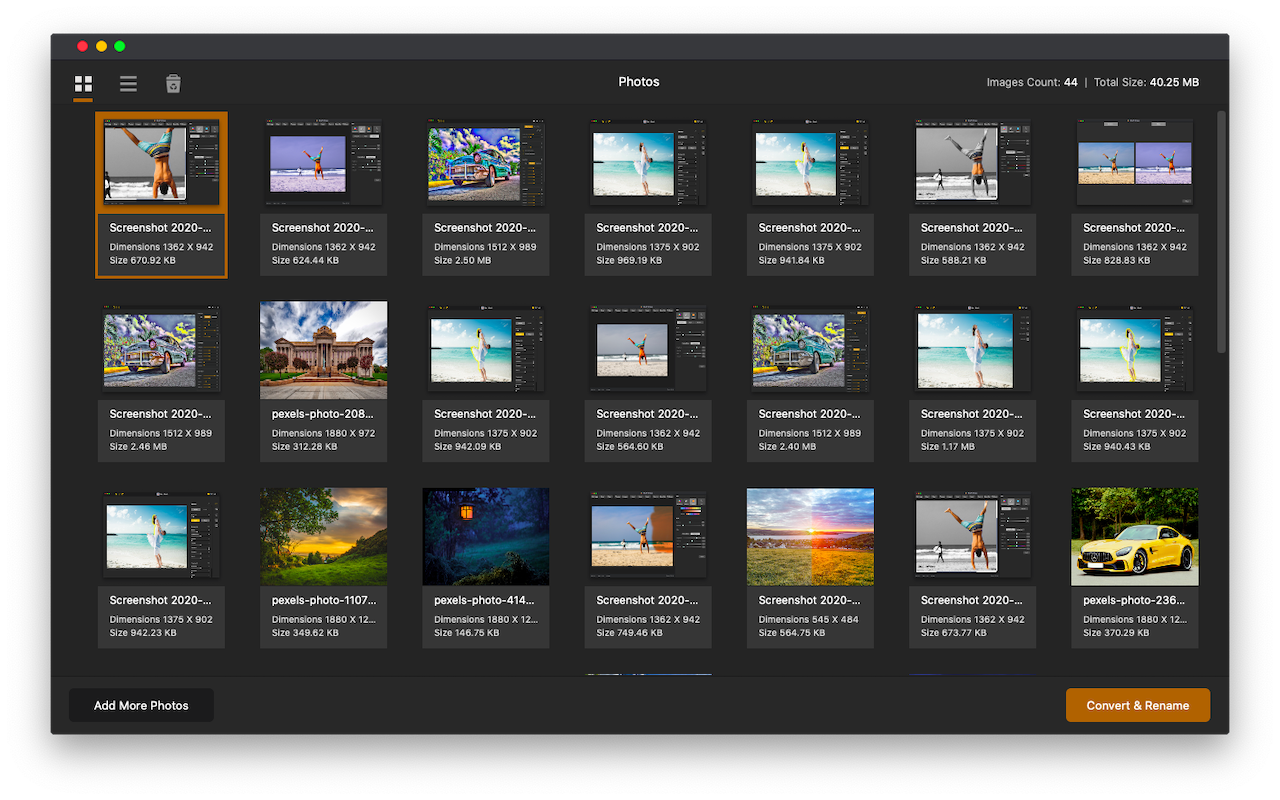 Photos
Images Count: 44 | Total Size: 40.25 MB
Screenshot 2020-...
Dimensions 1362 X 942
Size 670.92 KB
Screenshot 2020-...
Dimensions 1362 X 942
Size 624.44 KB
Screenshot 2020-...
Dimensions 1512 X 989
Size 2.50 MB
Screenshot 2020-...
Dimensions 1375 X 902
Size 969.19 KB
Screenshot 2020-...
Dimensions 1375 X 902
Size 941.84 KB
Screenshot 2020-...
Dimensions 1362 X 942
Size 588.21 KB
Screenshot 2020-...
Dimensions 1362 X 942
Size 828.83 KB
Screenshot 2020-...
Dimensions 1512 X 989
Size 2.46 MB
pexels-photo-208...
Dimensions 1880 X 972
Size 312.28 KB
Screenshot 2020-...
Dimensions 1375 X 902
Size 942.09 KB
Screenshot 2020-...
Dimensions 1362 X 942
Size 564.60 KB
Screenshot 2020-...
Dimensions 1512 X 989
Size 2.40 MB
Screenshot 2020-...
Dimensions 1375 X 902
Size 1.17 MB
Screenshot 2020-...
Dimensions 1375 X 902
Size 940.43 KB
Screenshot 2020-...
Dimensions 1375 X 902
Size 942.23 KB
pexels-photo-1107...
Dimensions 1880 X 12...
Size 349.62 KB
pexels-photo-414...
Dimensions 1880 X 12...
Size 146.75 KB
Screenshot 2020-...
Dimensions 1362 X 942
Size 749.46 KB
Screenshot 2020-...
Dimensions 545 X 484
Size 564.75 KB
Screenshot 2020-...
Dimensions 1362 X 942
Size 673.77 KB
pexels-photo-236...
Dimensions 1880 X 12...
Size 370.29 KB
Add More Photos
Convert & Rename